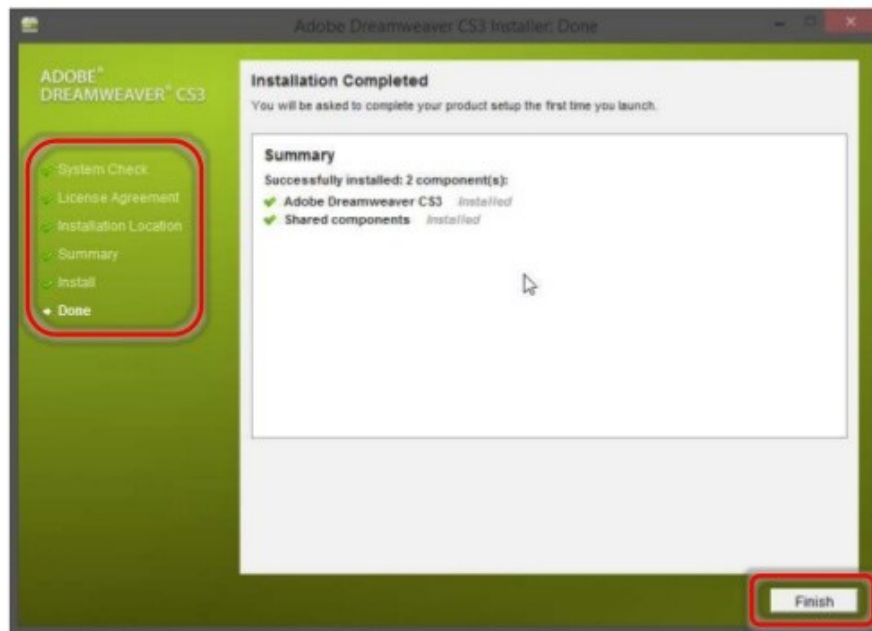 Adobe Dreamweaver CS3 Installer: Done
ADOBE®
DREAMWEAVER® CS3
System Check
License Agreement
Installation Location
Summary
Install
Done
Installation Completed
You will be asked to complete your product setup the first time you launch.
Summary
Successfully installed: 2 component(s):
Adobe Dreamweaver CS3 Installed
Shared components Installed
Finish